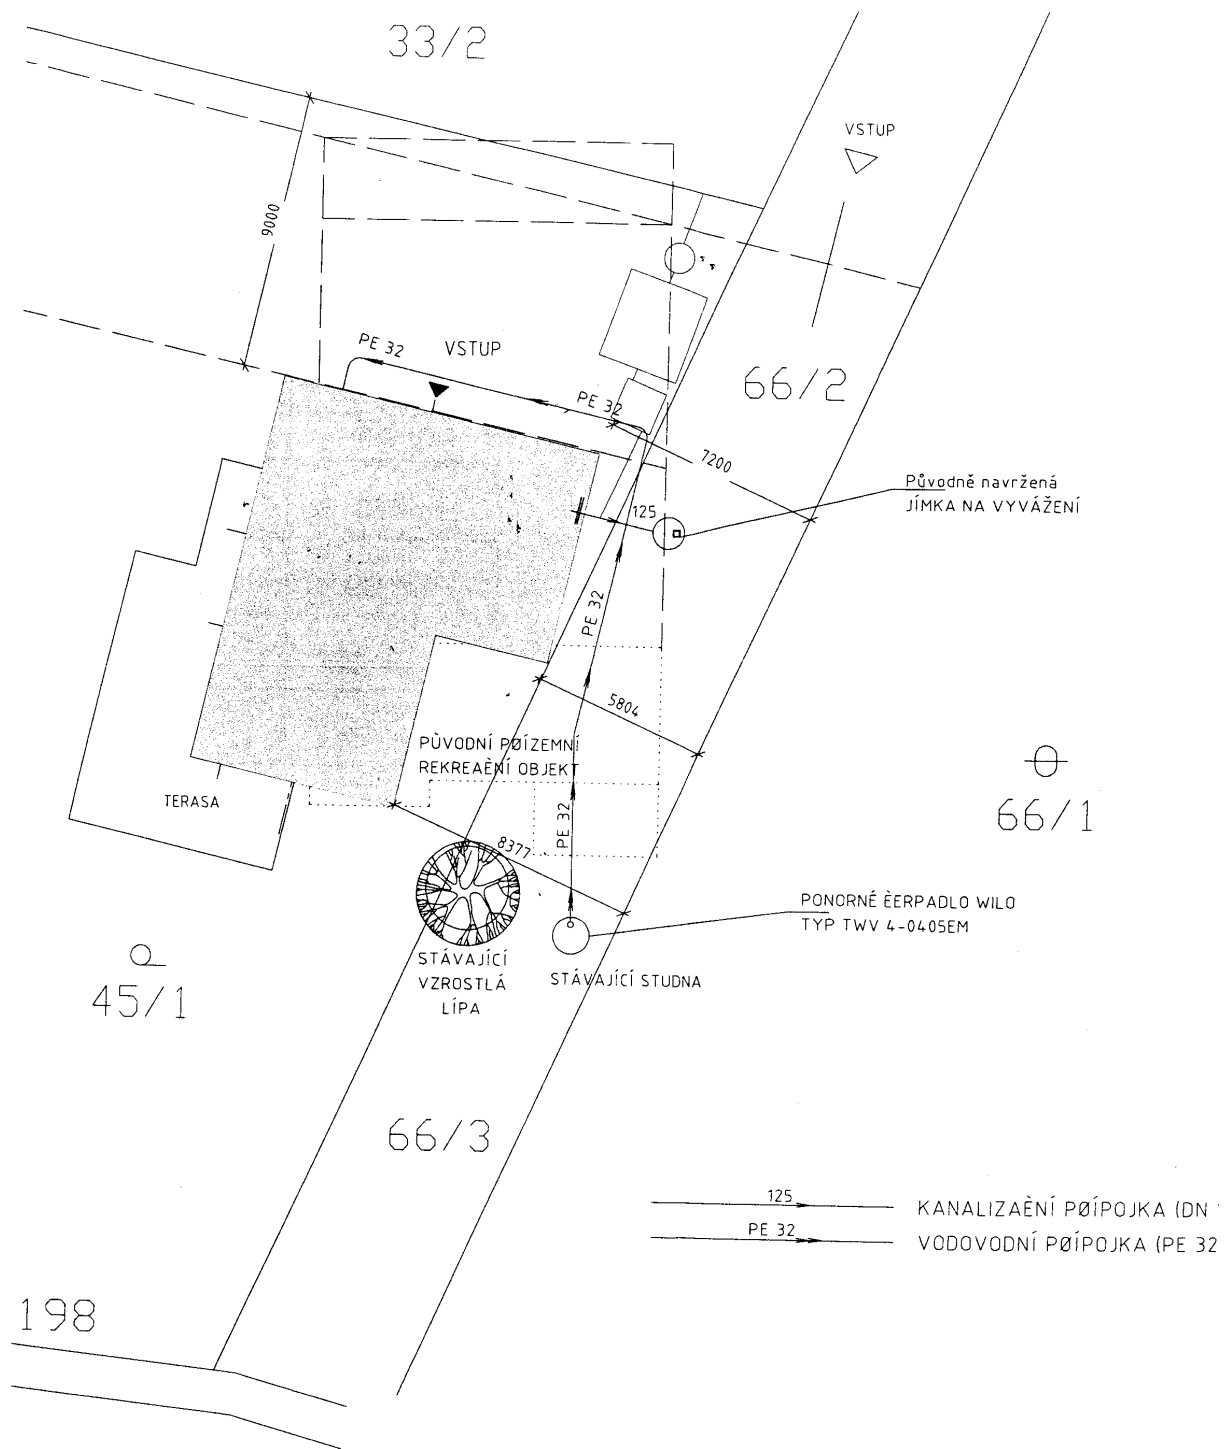 33/2
VSTUP
9000
PE 32
VSTUP
PE 32
66/2
7200
Původně navržená
JÍMKA NA VYVÁŽENÍ
125
PE 32
5804
PÙVODNÍ PØÍZEMNÍ
REKREAÈNÍ OBJEKT
TERASA
66/1
PE 32
8377
PONORNÉ ÈERPADLO WILO
TYP TWV 4-0405EM
STÁVAJÍCÍ
VZROSTLÁ
LÍPA
STÁVAJÍCÍ STUDNA
45/1
66/3
125
KANALIZAÈNÍ PØÍPOJKA (DN
PE 32
VODOVODNÍ PØÍPOJKA (PE 32
198